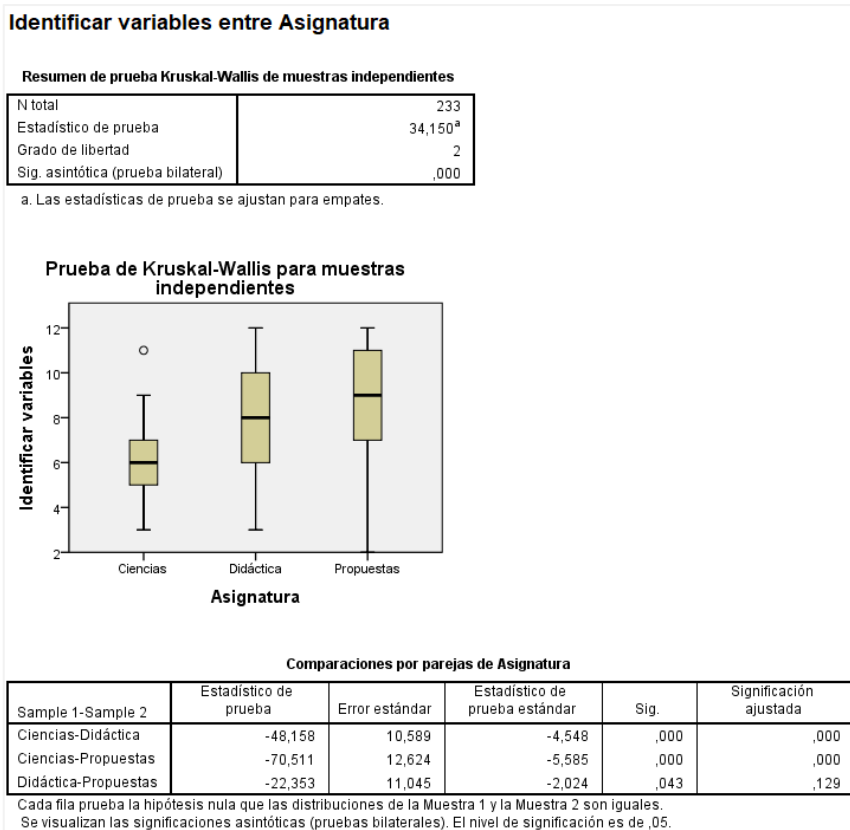 Identificar variables entre Asignatura
Resumen de prueba Kruskal-Wallis de muestras independientes
N total 233
Estadístico de prueba 34,150a
Grado de libertad 2
Sig. asintótica (prueba bilateral) ,000
a. Las estadísticas de prueba se ajustan para empates.
Prueba de Kruskal-Wallis para muestras
independientes
Identificar variables
12
10
8
6
4
2
Ciencias Didáctica Propuestas
Asignatura
Comparaciones por parejas de Asignatura
Sample 1-Sample 2 Estadístico de prueba Error estándar Estadístico de prueba estándar Sig. Significación ajustada
Ciencias-Didáctica -48,158 10,589 -4,548 ,000 ,000
Ciencias-Propuestas -70,511 12,624 -5,585 ,000 ,000
Didáctica-Propuestas -22,353 11,045 -2,024 ,043 ,129
Cada fila prueba la hipótesis nula que las distribuciones de la Muestra 1 y la Muestra 2 son iguales.
Se visualizan las significaciones asintóticas (pruebas bilaterales). El nivel de significación es de ,05.